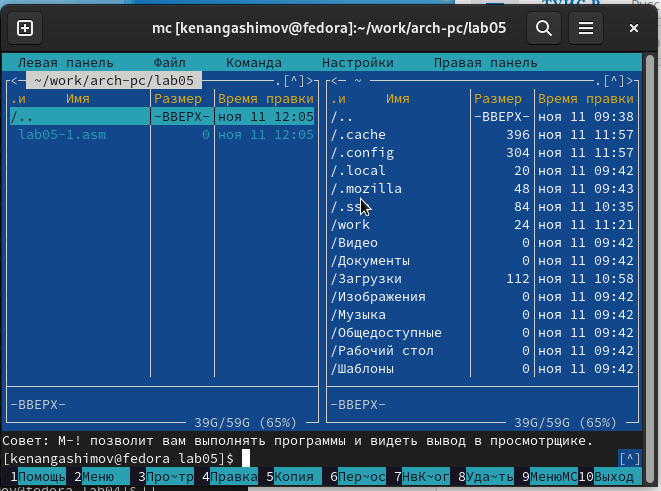 mc [kenangashimov@fedora]:~/work/arch-pc/lab05
Левая панель Файл Команда Настройки Правая панель
<─ ~/work/arch-pc/lab05 .[^]>
.и Имя Размер Время правки
/.. -ВВЕРХ- ноя 11 12:05
lab05-1.asm 0 ноя 11 12:05
-ВВЕРХ-
39G/59G (65%)
<─ ~ .[^]>
.и Имя Размер Время правки
/.. -ВВЕРХ- ноя 11 09:38
/.cache 396 ноя 11 11:57
/.config 304 ноя 11 11:57
/.local 20 ноя 11 09:42
/.mozilla 48 ноя 11 09:43
/.ss 84 ноя 11 10:35
/work 24 ноя 11 11:21
/Видео 0 ноя 11 09:42
/Документы 0 ноя 11 09:42
/Загрузки 112 ноя 11 10:58
/Изображения 0 ноя 11 09:42
/Музыка 0 ноя 11 09:42
/Общедоступные 0 ноя 11 09:42
/Рабочий стол 0 ноя 11 09:42
/Шаблоны 0 ноя 11 09:42
-ВВЕРХ-
39G/59G (65%)
Совет: M-! позволит вам выполнять программы и видеть вывод в просмотрщике.
[kenangashimov@fedora lab05]$ [^]
1Помощь 2Меню 3Про~тр 4Правка 5Копия 6Пер~ос 7НвК~ог 8Уда~ть 9МенюMC 10Выход